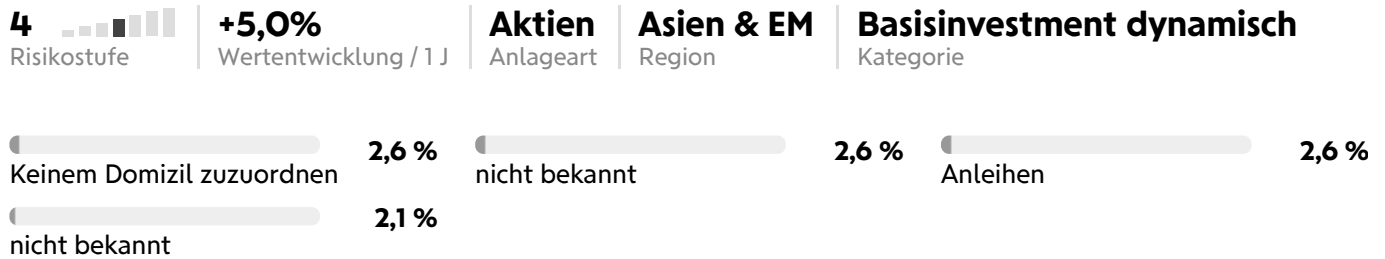 4 +5,0% Aktien Asien & EM Basisinvestment dynamisch
Risikostufe Wertentwicklung / 1 J Anlageart Region Kategorie
2,6 % 2,6 % 2,6 %
Keinem Domizil zuzuordnen nicht bekannt Anleihen
2,1 %
nicht bekannt